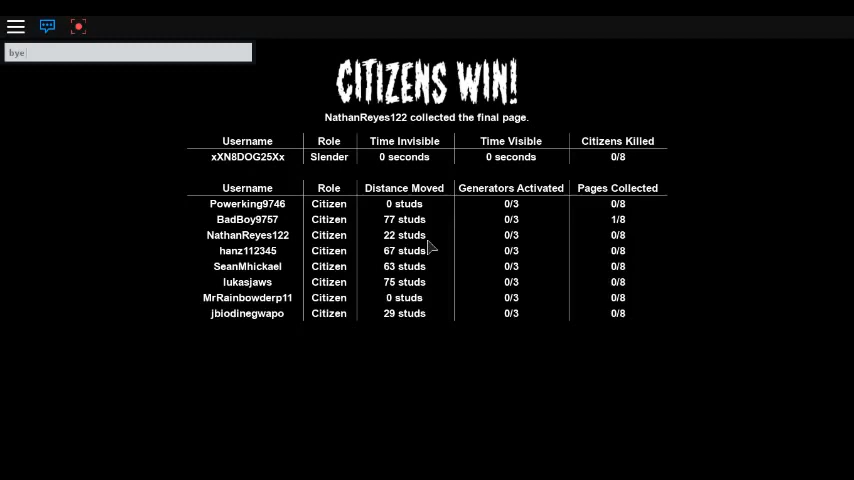 bye
CITIZENS WIN!
NathanReyes122 collected the final page.
Username Role Time Invisible Time Visible Citizens Killed
xXN8DOG25Xx Slender 0 seconds 0 seconds 0/8
Username Role Distance Moved Generators Activated Pages Collected
Powerking9746 Citizen 0 studs 0/3 0/8
BadBoy9757 Citizen 77 studs 0/3 1/8
NathanReyes122 Citizen 22 studs 0/3 0/8
hanz112345 Citizen 67 studs 0/3 0/8
SeanMhickael Citizen 63 studs 0/3 0/8
lukasjaws Citizen 75 studs 0/3 0/8
MrRainbowderp11 Citizen 0 studs 0/3 0/8
jbiodinegwapo Citizen 29 studs 0/3 0/8